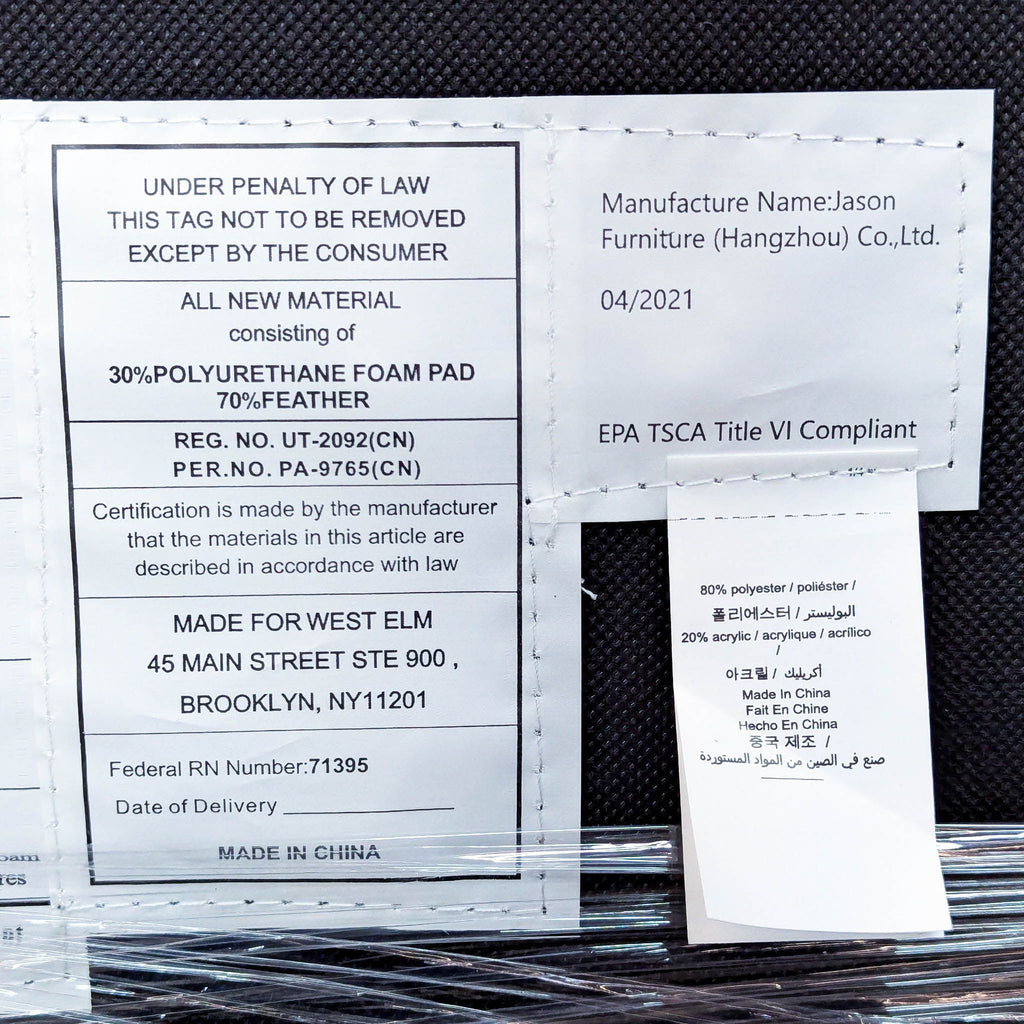 UNDER PENALTY OF LAW
THIS TAG NOT TO BE REMOVED
EXCEPT BY THE CONSUMER
ALL NEW MATERIAL
consisting of
30%POLYURETHANE FOAM PAD
70%FEATHER
REG. NO. UT-2092(CN)
PER.NO. PA-9765(CN)
Certification is made by the manufacturer
that the materials in this article are
described in accordance with law
MADE FOR WEST ELM
45 MAIN STREET STE 900 ,
BROOKLYN, NY11201
Federal RN Number:71395
Date of Delivery
MADE IN CHINA
Manufacture Name:Jason
Furniture (Hangzhou) Co.,Ltd.
04/2021
EPA TSCA Title VI Compliant
80% polyester / poliéster /
폴리에스터 / البوليستر
20% acrylic / acrylique / acrílico
/
아크릴 / أكريليك
Made In China
Fait En Chine
Hecho En China
중국 제조 /
صنع في الصين من المواد المستوردة